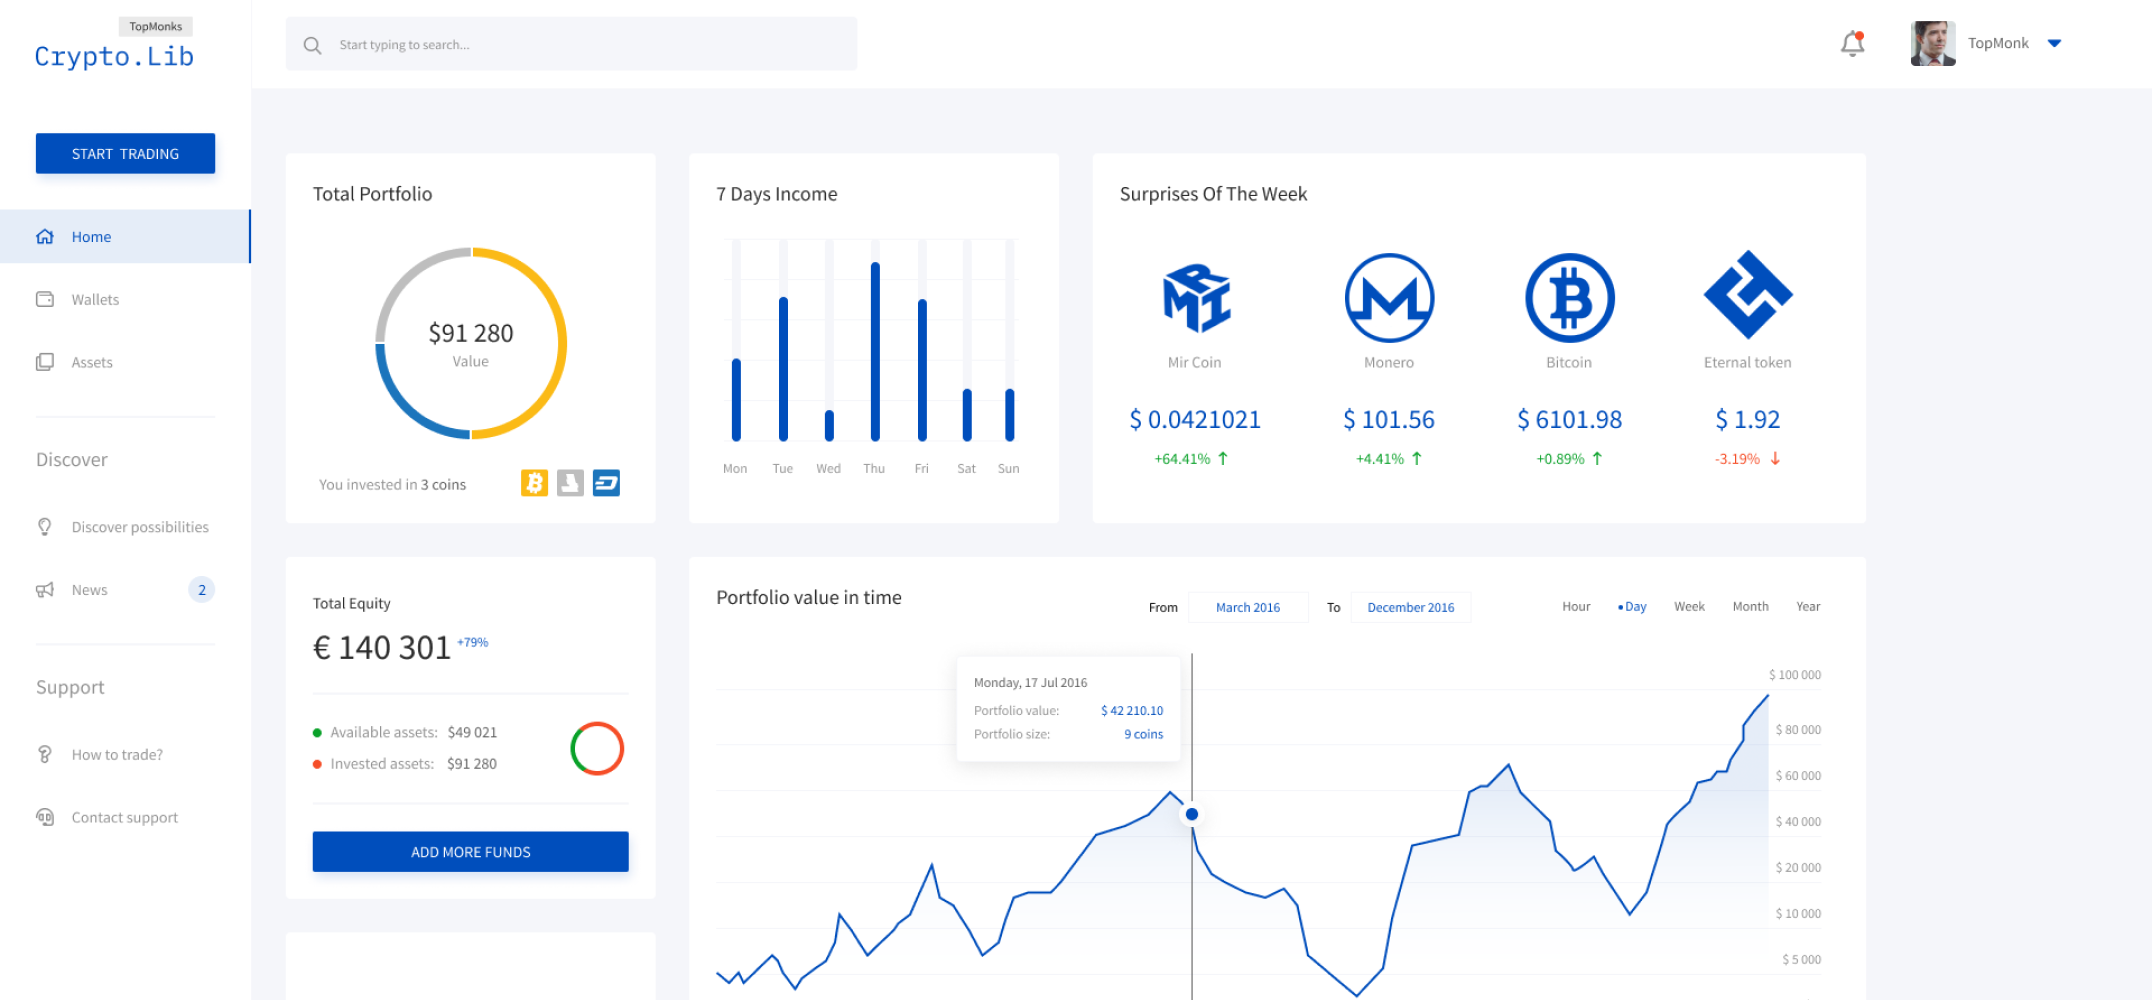 TopMonks
Crypto.Lib
Start typing to search...
TopMonk
START TRADING
Home
Wallets
Assets
Discover
Discover possibilities
News 2
Support
How to trade?
Contact support
Total Portfolio
$91 280
Value
You invested in 3 coins
7 Days Income
Mon Tue Wed Thu Fri Sat Sun
Surprises Of The Week
Mir Coin Monero Bitcoin Eternal token
$ 0.0421021 $ 101.56 $ 6101.98 $ 1.92
+64.41% +4.41% +0.89% -3.19%
Total Equity
€ 140 301 +79%
Available assets: $49 021
Invested assets: $91 280
ADD MORE FUNDS
Portfolio value in time
From March 2016 To December 2016
Hour Day Week Month Year
Monday, 17 Jul 2016
Portfolio value: $ 42 210.10
Portfolio size: 9 coins
$ 100 000
$ 80 000
$ 60 000
$ 40 000
$ 20 000
$ 10 000
$ 5 000